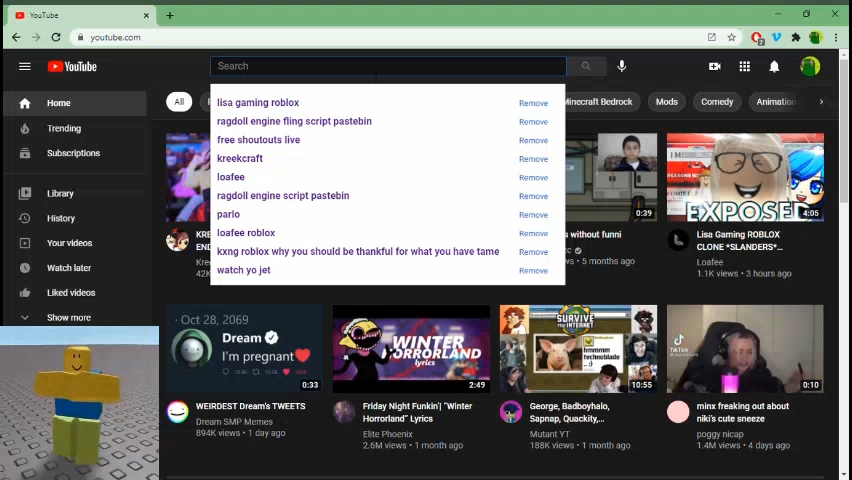 YouTube
youtube.com
7
YouTube
Search
Home
Trending
Subscriptions
Library
History
Your videos
Watch later
Liked videos
Show more
All
Minecraft Bedrock
Mods
Comedy
Animation
lisa gaming roblox Remove
ragdoll engine fling script pastebin Remove
free shoutouts live Remove
kreekcraft Remove
loafee Remove
ragdoll engine script pastebin Remove
parlo Remove
loafee roblox Remove
kxng roblox why you should be thankful for what you have tame Remove
watch yo jet Remove
0:39
EXPOSED
4:05
s without funni
5 months ago
Lisa Gaming ROBLOX
CLONE *SLANDERS*
Loafee
1.1K views • 3 hours ago
Oct 28, 2069
Dream
I'm pregnant
0:33
WEIRDEST Dream's TWEETS
Dream SMP Memes
894K views • 1 day ago
WINTER
HORRORLAND
lyrics
2:49
Friday Night Funkin'| "Winter
Horrorland" Lyrics
Elite Phoenix
2.6M views • 1 month ago
SURVIVE
THE INTERNET
hmmmm
technoblade
10:55
George, Badboyhalo,
Sapnap, Quackity,...
Mutant YT
188K views • 1 month ago
TikTok
0:10
minx freaking out about
niki's cute sneeze
poggy nicap
1.4M views • 4 days ago